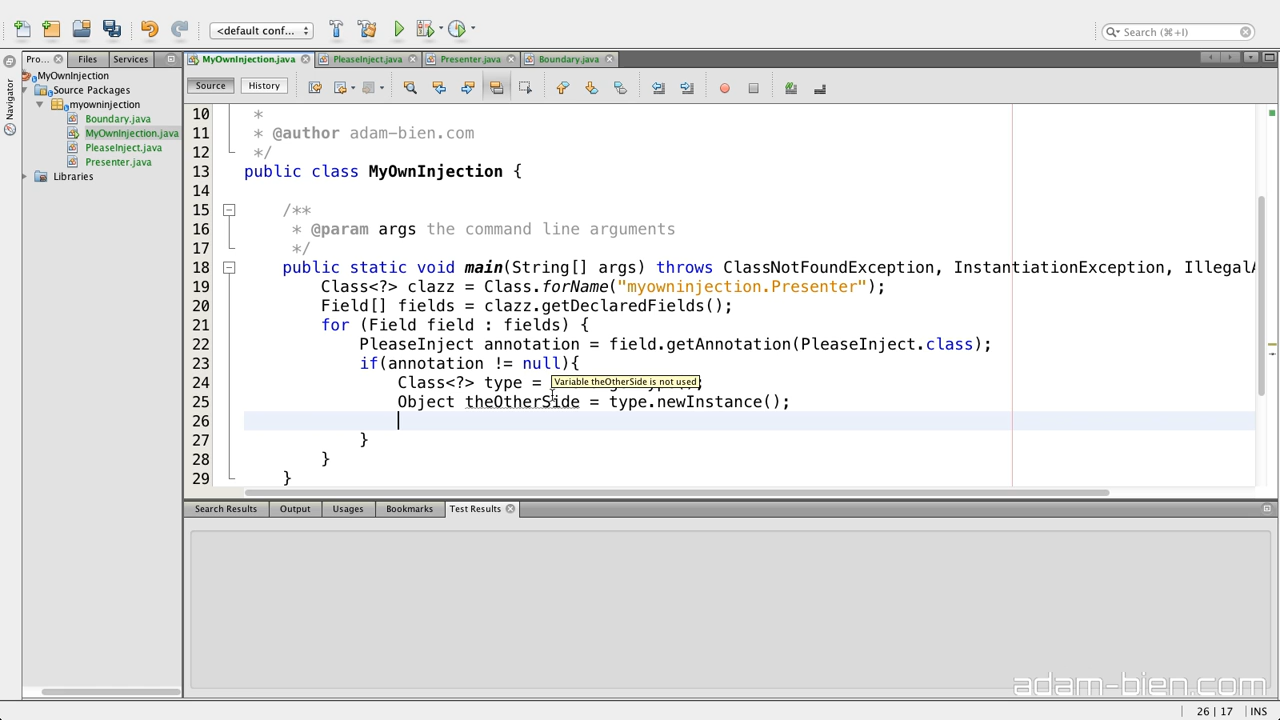 <default conf...
Search (⌘+I)
Pro...
Files
Services
MyOwnInjection.java
PleaseInject.java
Presenter.java
Boundary.java
Navigator
MyOwnInjection
Source Packages
myowninjection
Boundary.java
MyOwnInjection.java
PleaseInject.java
Presenter.java
Libraries
Source
History
10 *
11 * @author adam-bien.com
12 */
13 public class MyOwnInjection {
14
15 /**
16 * @param args the command line arguments
17 */
18 public static void main(String[] args) throws ClassNotFoundException, InstantiationException, IllegalA
19 Class<?> clazz = Class.forName("myowninjection.Presenter");
20 Field[] fields = clazz.getDeclaredFields();
21 for (Field field : fields) {
22 PleaseInject annotation = field.getAnnotation(PleaseInject.class);
23 if(annotation != null){
24 Class<?> type =
Variable theOtherSide is not used
25 Object theOtherSide = type.newInstance();
26
27 }
28 }
29 }
Search Results
Output
Usages
Bookmarks
Test Results
adam-bien.com
26 | 17
INS